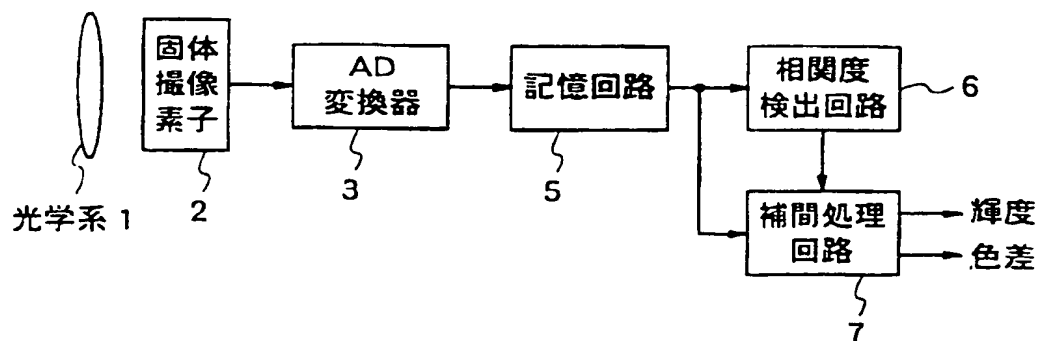 光学系 1
固体
撮像
素子
2
AD
変換器
3
記憶回路
5
相関度
検出回路
6
補間処理
回路
7
輝度
色差